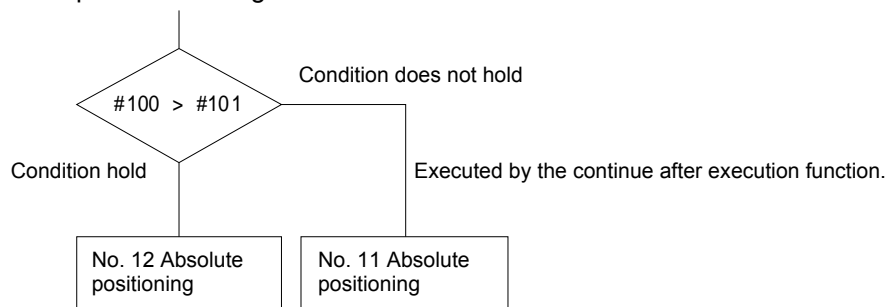 Condition does not hold
#100 > #101
Condition hold
Executed by the continue after execution function.
No. 12 Absolute
positioning
No. 11 Absolute
positioning